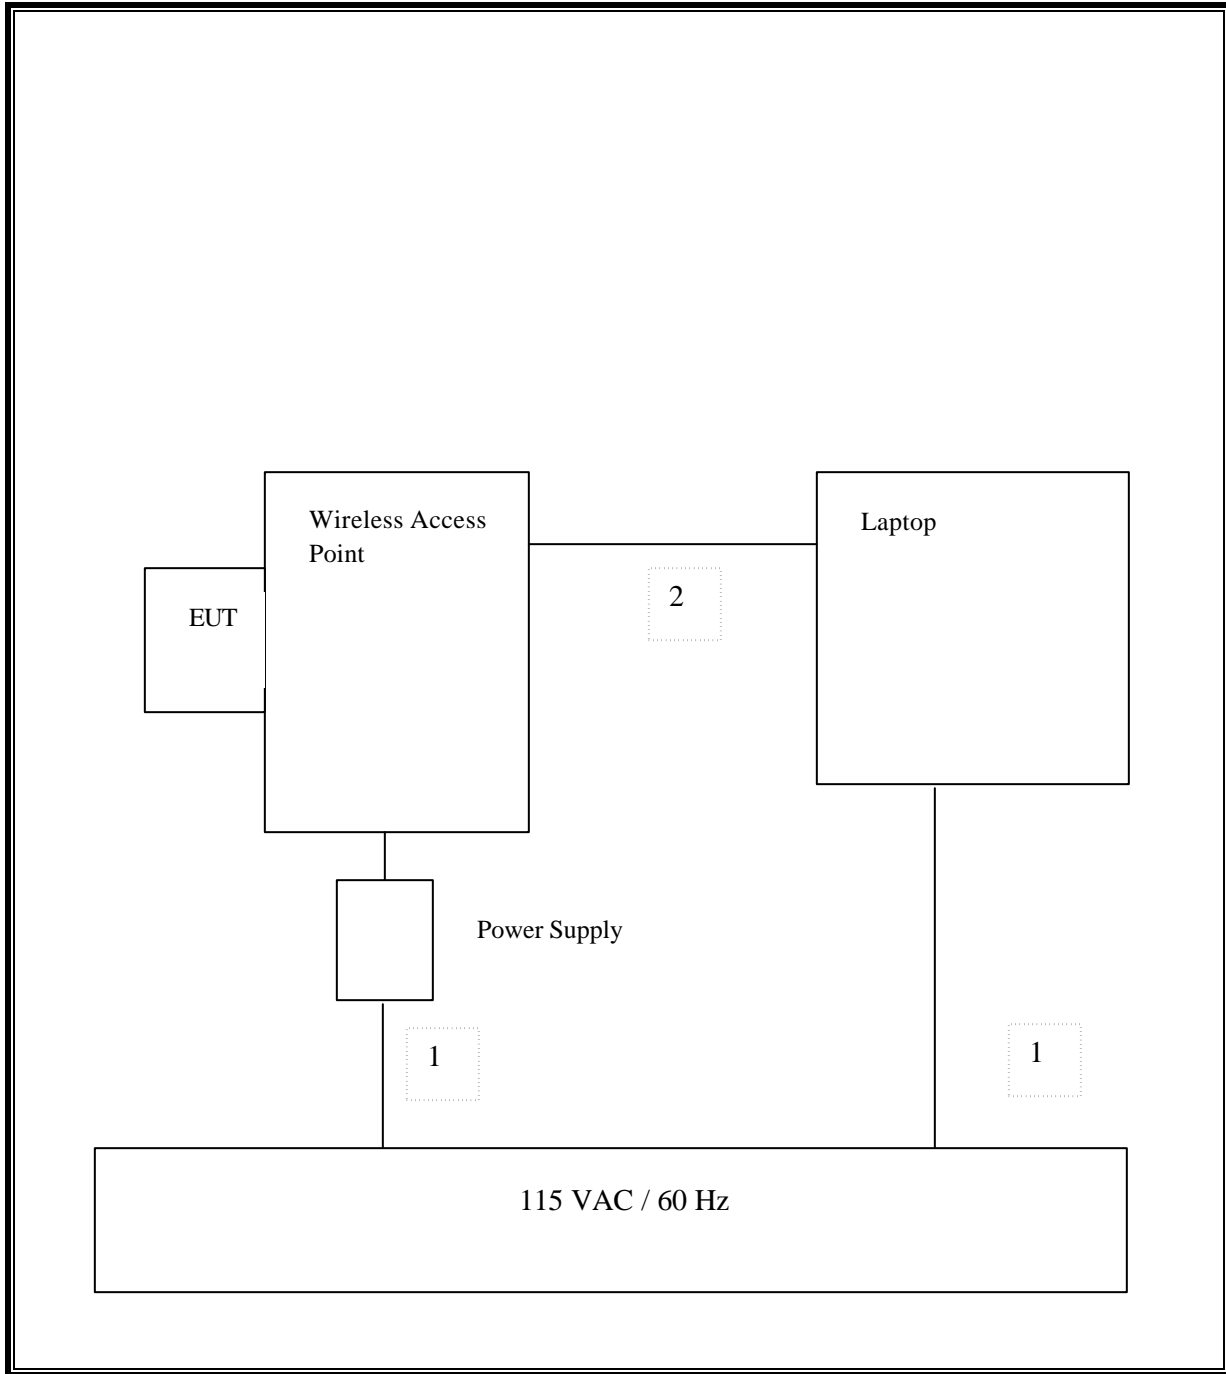 Wireless Access
Point
Laptop
EUT
2
Power Supply
1
1
115 VAC / 60 Hz